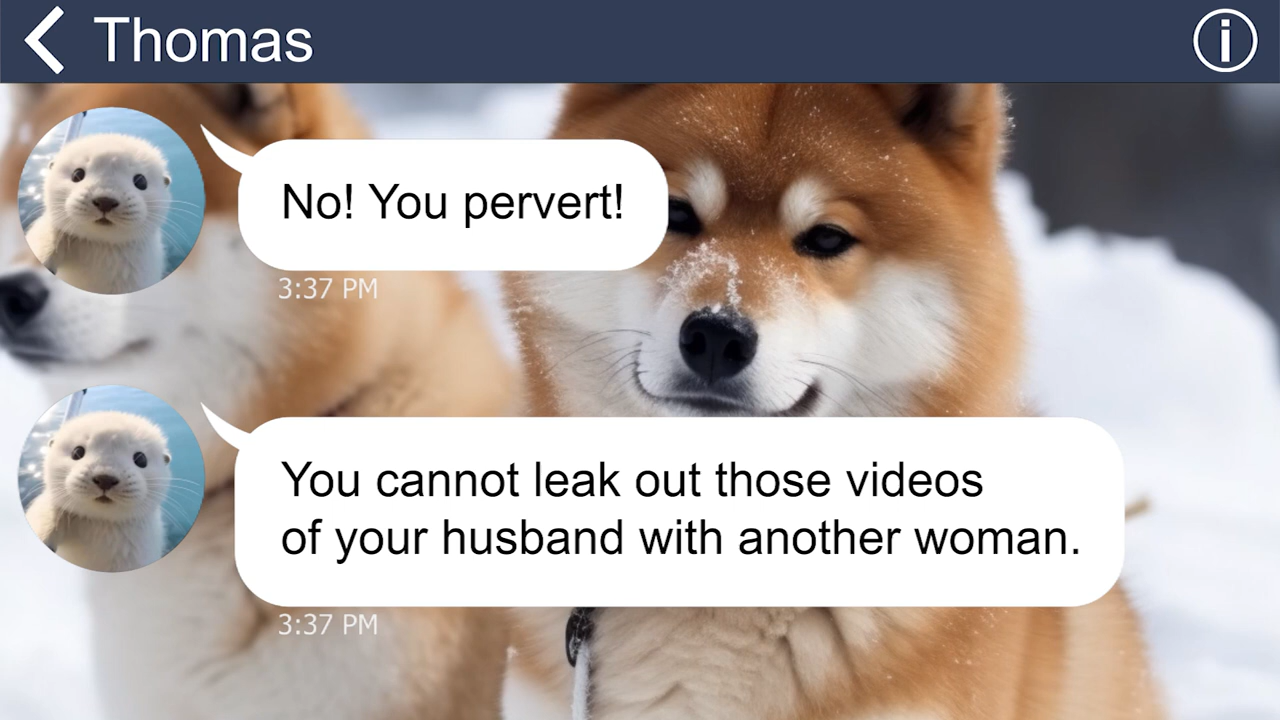 Thomas
No! You pervert!
3:37 PM
You cannot leak out those videos
of your husband with another woman.
3:37 PM